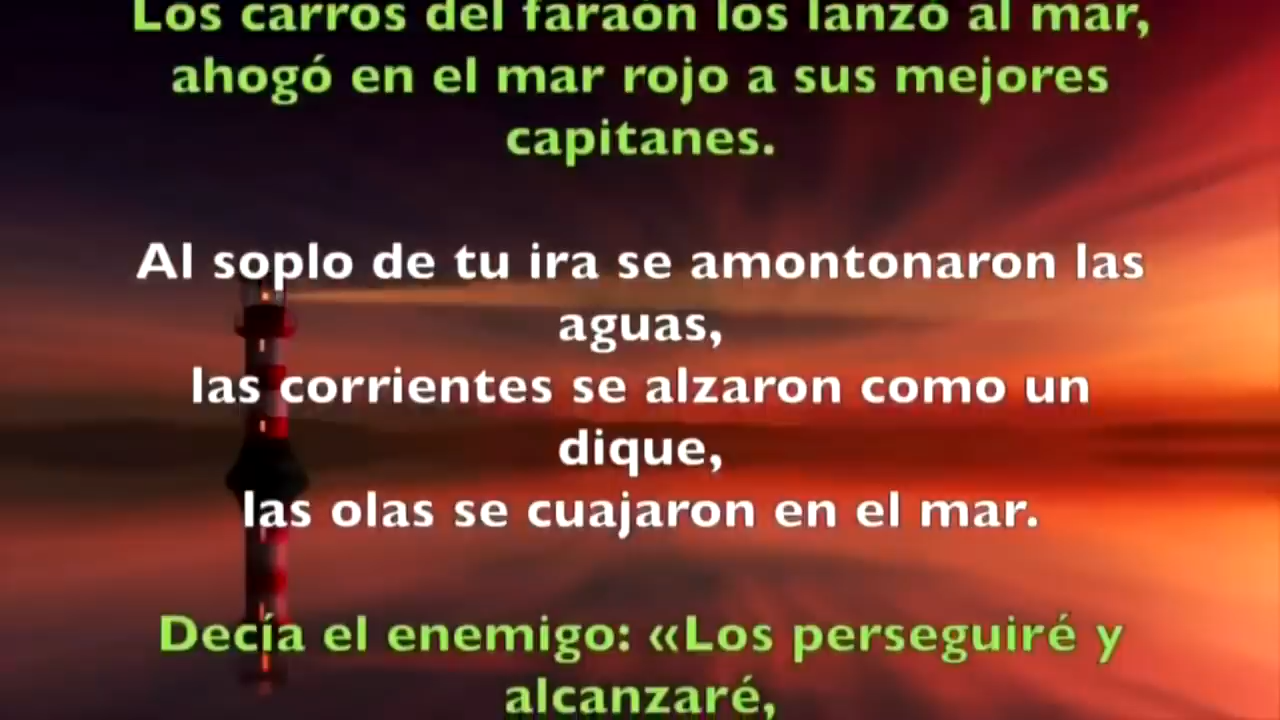 Los carros del faraón los lanzó al mar,
ahogó en el mar rojo a sus mejores
capitanes.
Al soplo de tu ira se amontonaron las
aguas,
las corrientes se alzaron como un
dique,
las olas se cuajaron en el mar.
Decía el enemigo: «Los perseguiré y
alcanzaré,